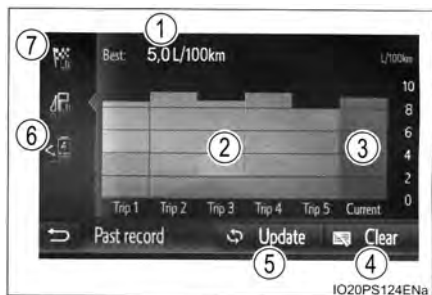 1
7
Best: 5,0 L/100km
L/100km
10
8
6
4
2
0
6
2
3
Trip 1 Trip 2 Trip 3 Trip 4 Trip 5 Current
Past record
Update
Clear
5
4
IO20PS124ENa